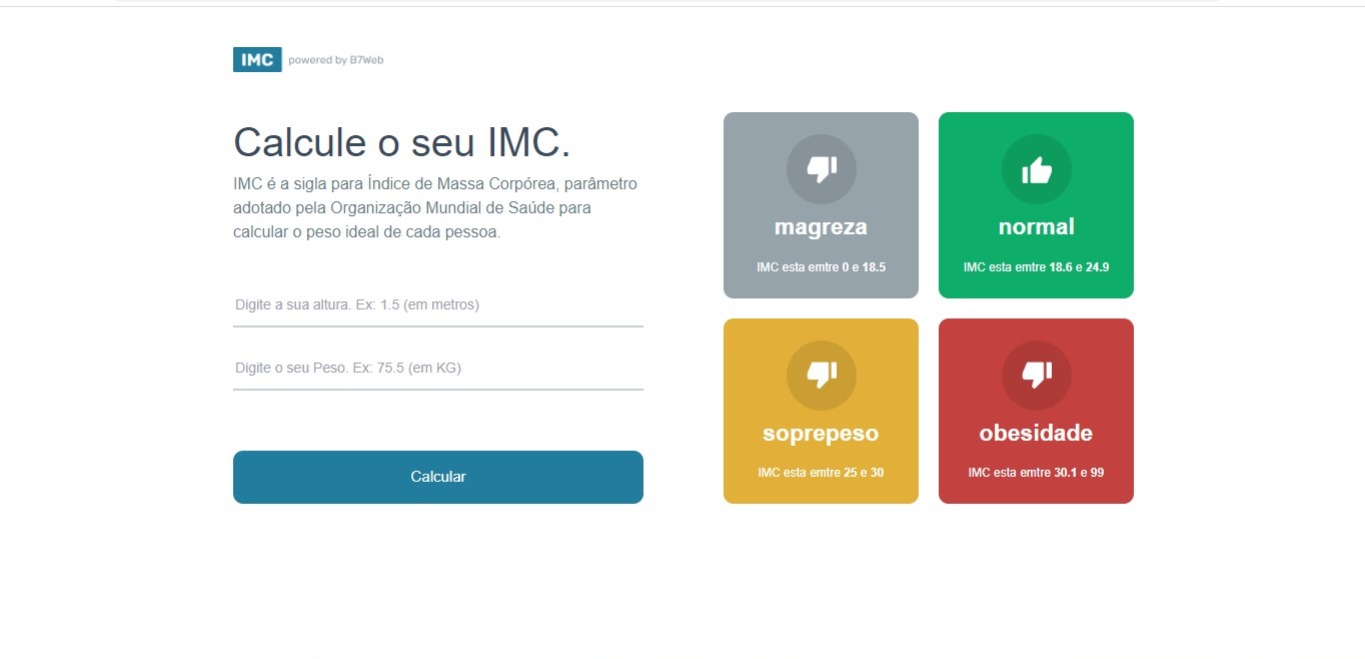 IMC powered by B7Web
Calcule o seu IMC.
IMC é a sigla para Índice de Massa Corpórea, parâmetro
adotado pela Organização Mundial de Saúde para
calcular o peso ideal de cada pessoa.
Digite a sua altura. Ex: 1.5 (em metros)
Digite o seu Peso. Ex: 75.5 (em KG)
Calcular
magreza
IMC esta emtre 0 e 18.5
normal
IMC esta emtre 18.6 e 24.9
soprepeso
IMC esta emtre 25 e 30
obesidade
IMC esta emtre 30.1 e 99